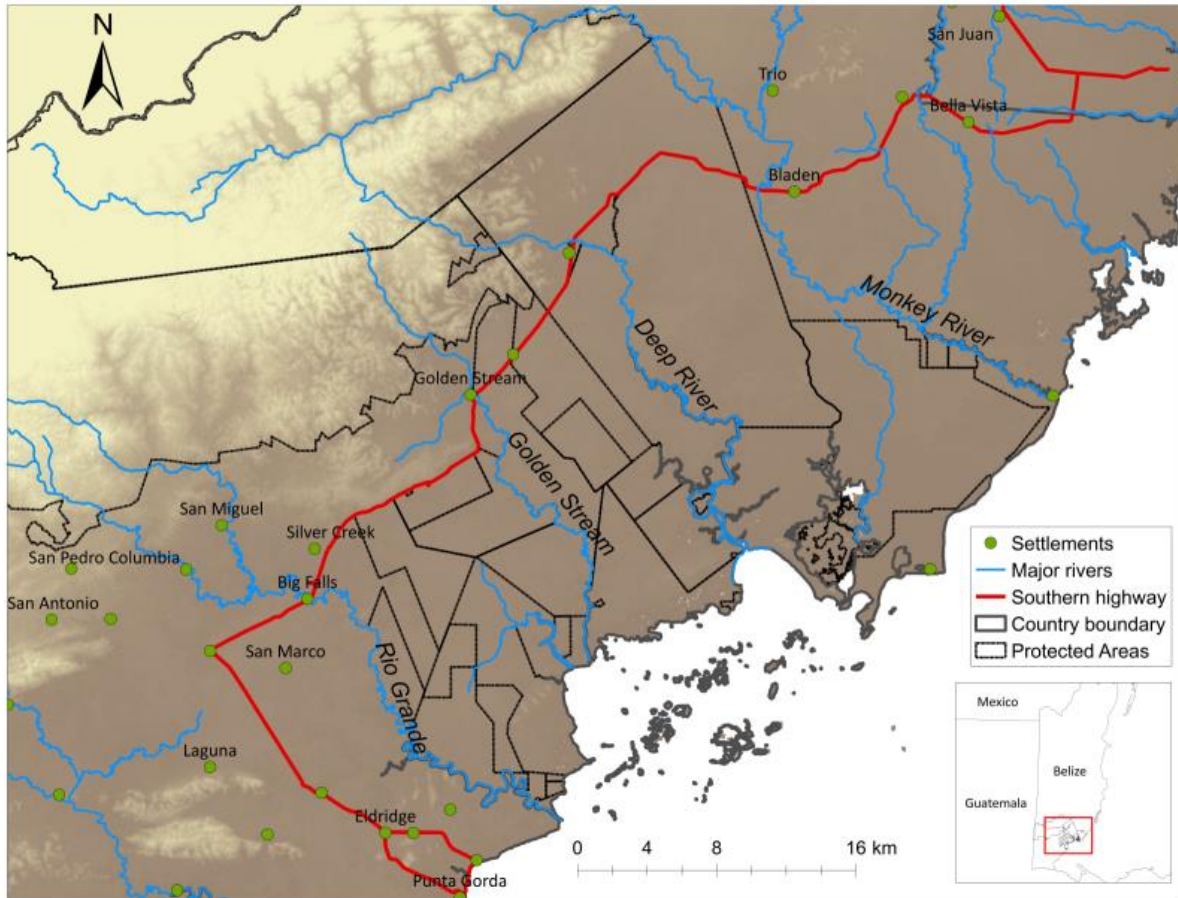 N
San Juan
Trio
Bella Vista
Bladen
Monkey River
Deep River
Golden Stream
Golden Stream
San Miguel
Silver Creek
San Pedro Columbia
Big Falls
San Antonio
San Marco
Rio Grande
Laguna
Eldridge
Punta Gorda
0 4 8 16 km
Settlements
Major rivers
Southern highway
Country boundary
Protected Areas
Mexico
Belize
Guatemala